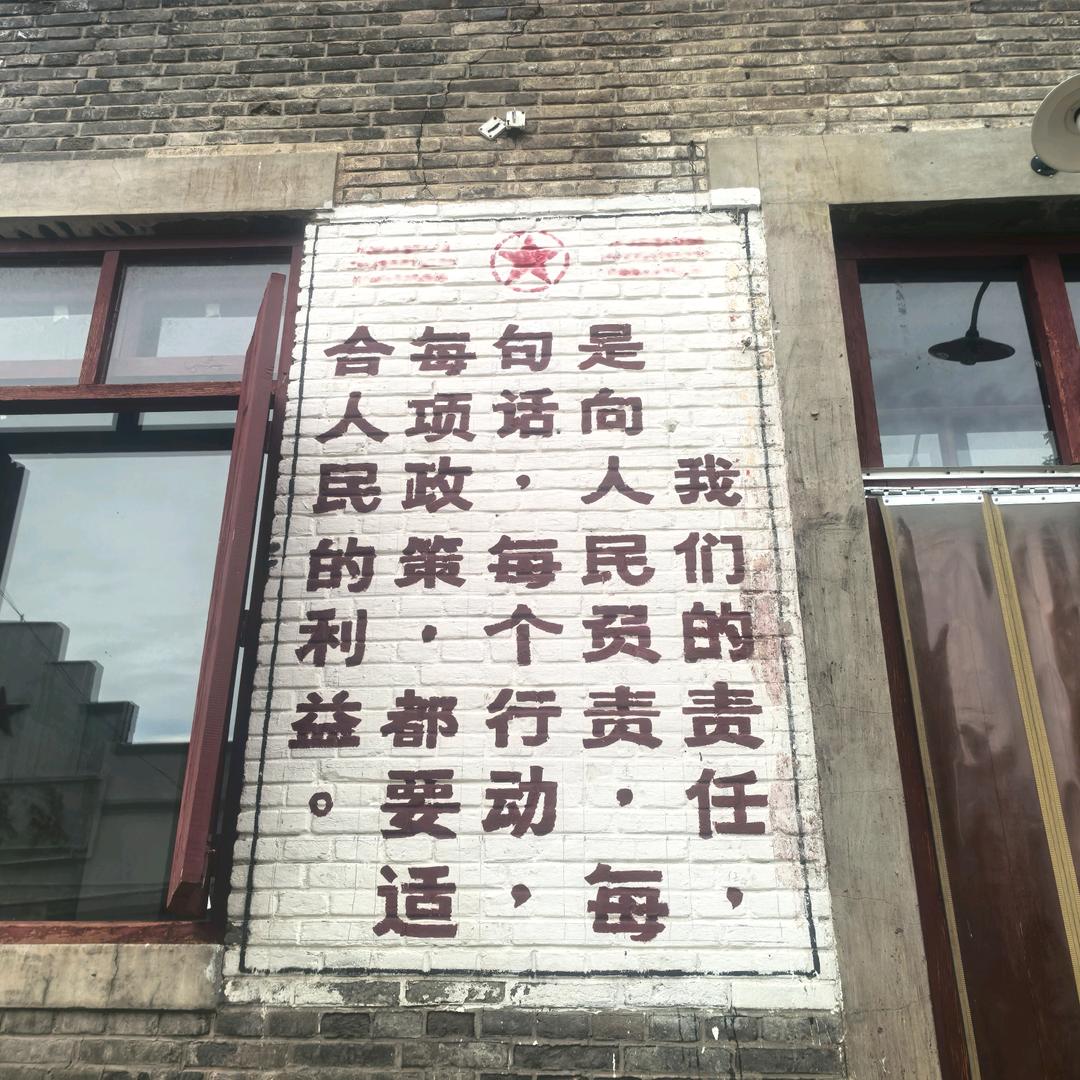 我们的责任，
是向人民负责，每
句话，每个行动，
每项政策，都要适
合人民的利益。